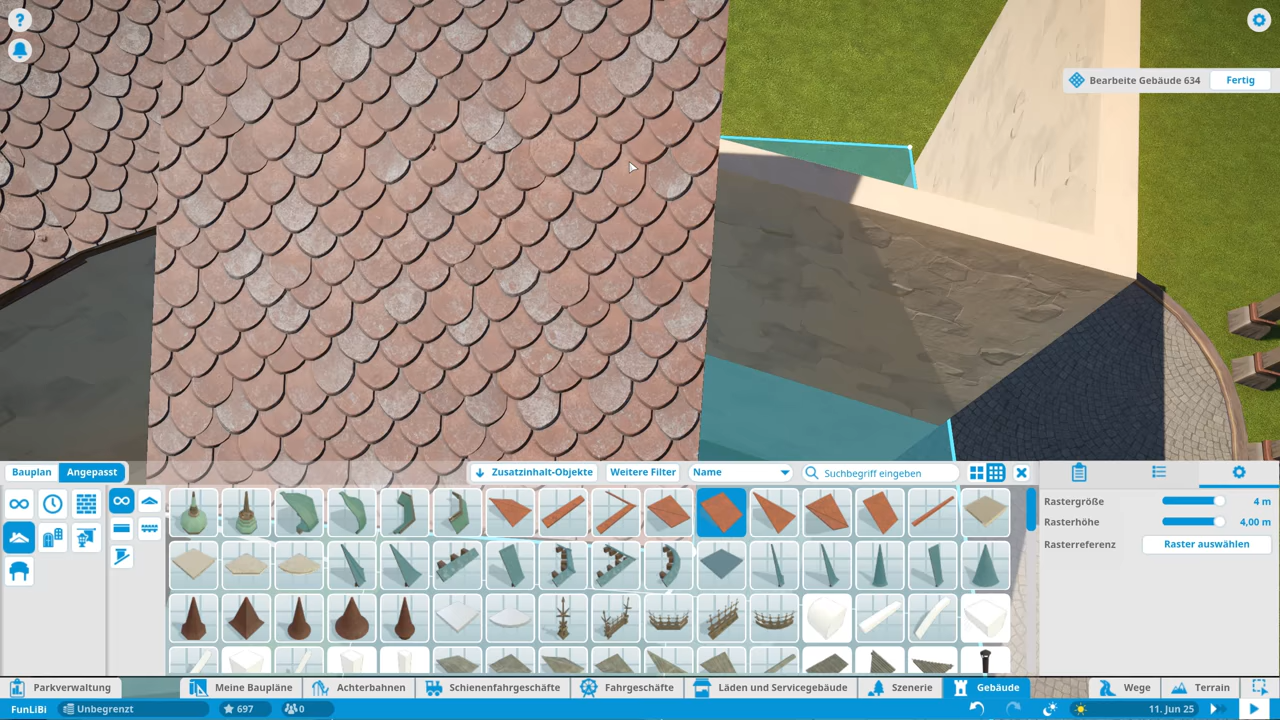 ?
Bearbeite Gebäude 634
Fertig
Bauplan
Angepasst
Zusatzinhalt-Objekte
Weitere Filter
Name
Suchbegriff eingeben
Rastergröße
4 m
Rasterhöhe
4,00 m
Rasterreferenz
Raster auswählen
Parkverwaltung
Meine Baupläne
Achterbahnen
Schienenfahrgeschäfte
Fahrgeschäfte
Läden und Servicegebäude
Szenerie
Gebäude
Wege
Terrain
FunLiBi
Unbegrenzt
697
0
11. Jun 25